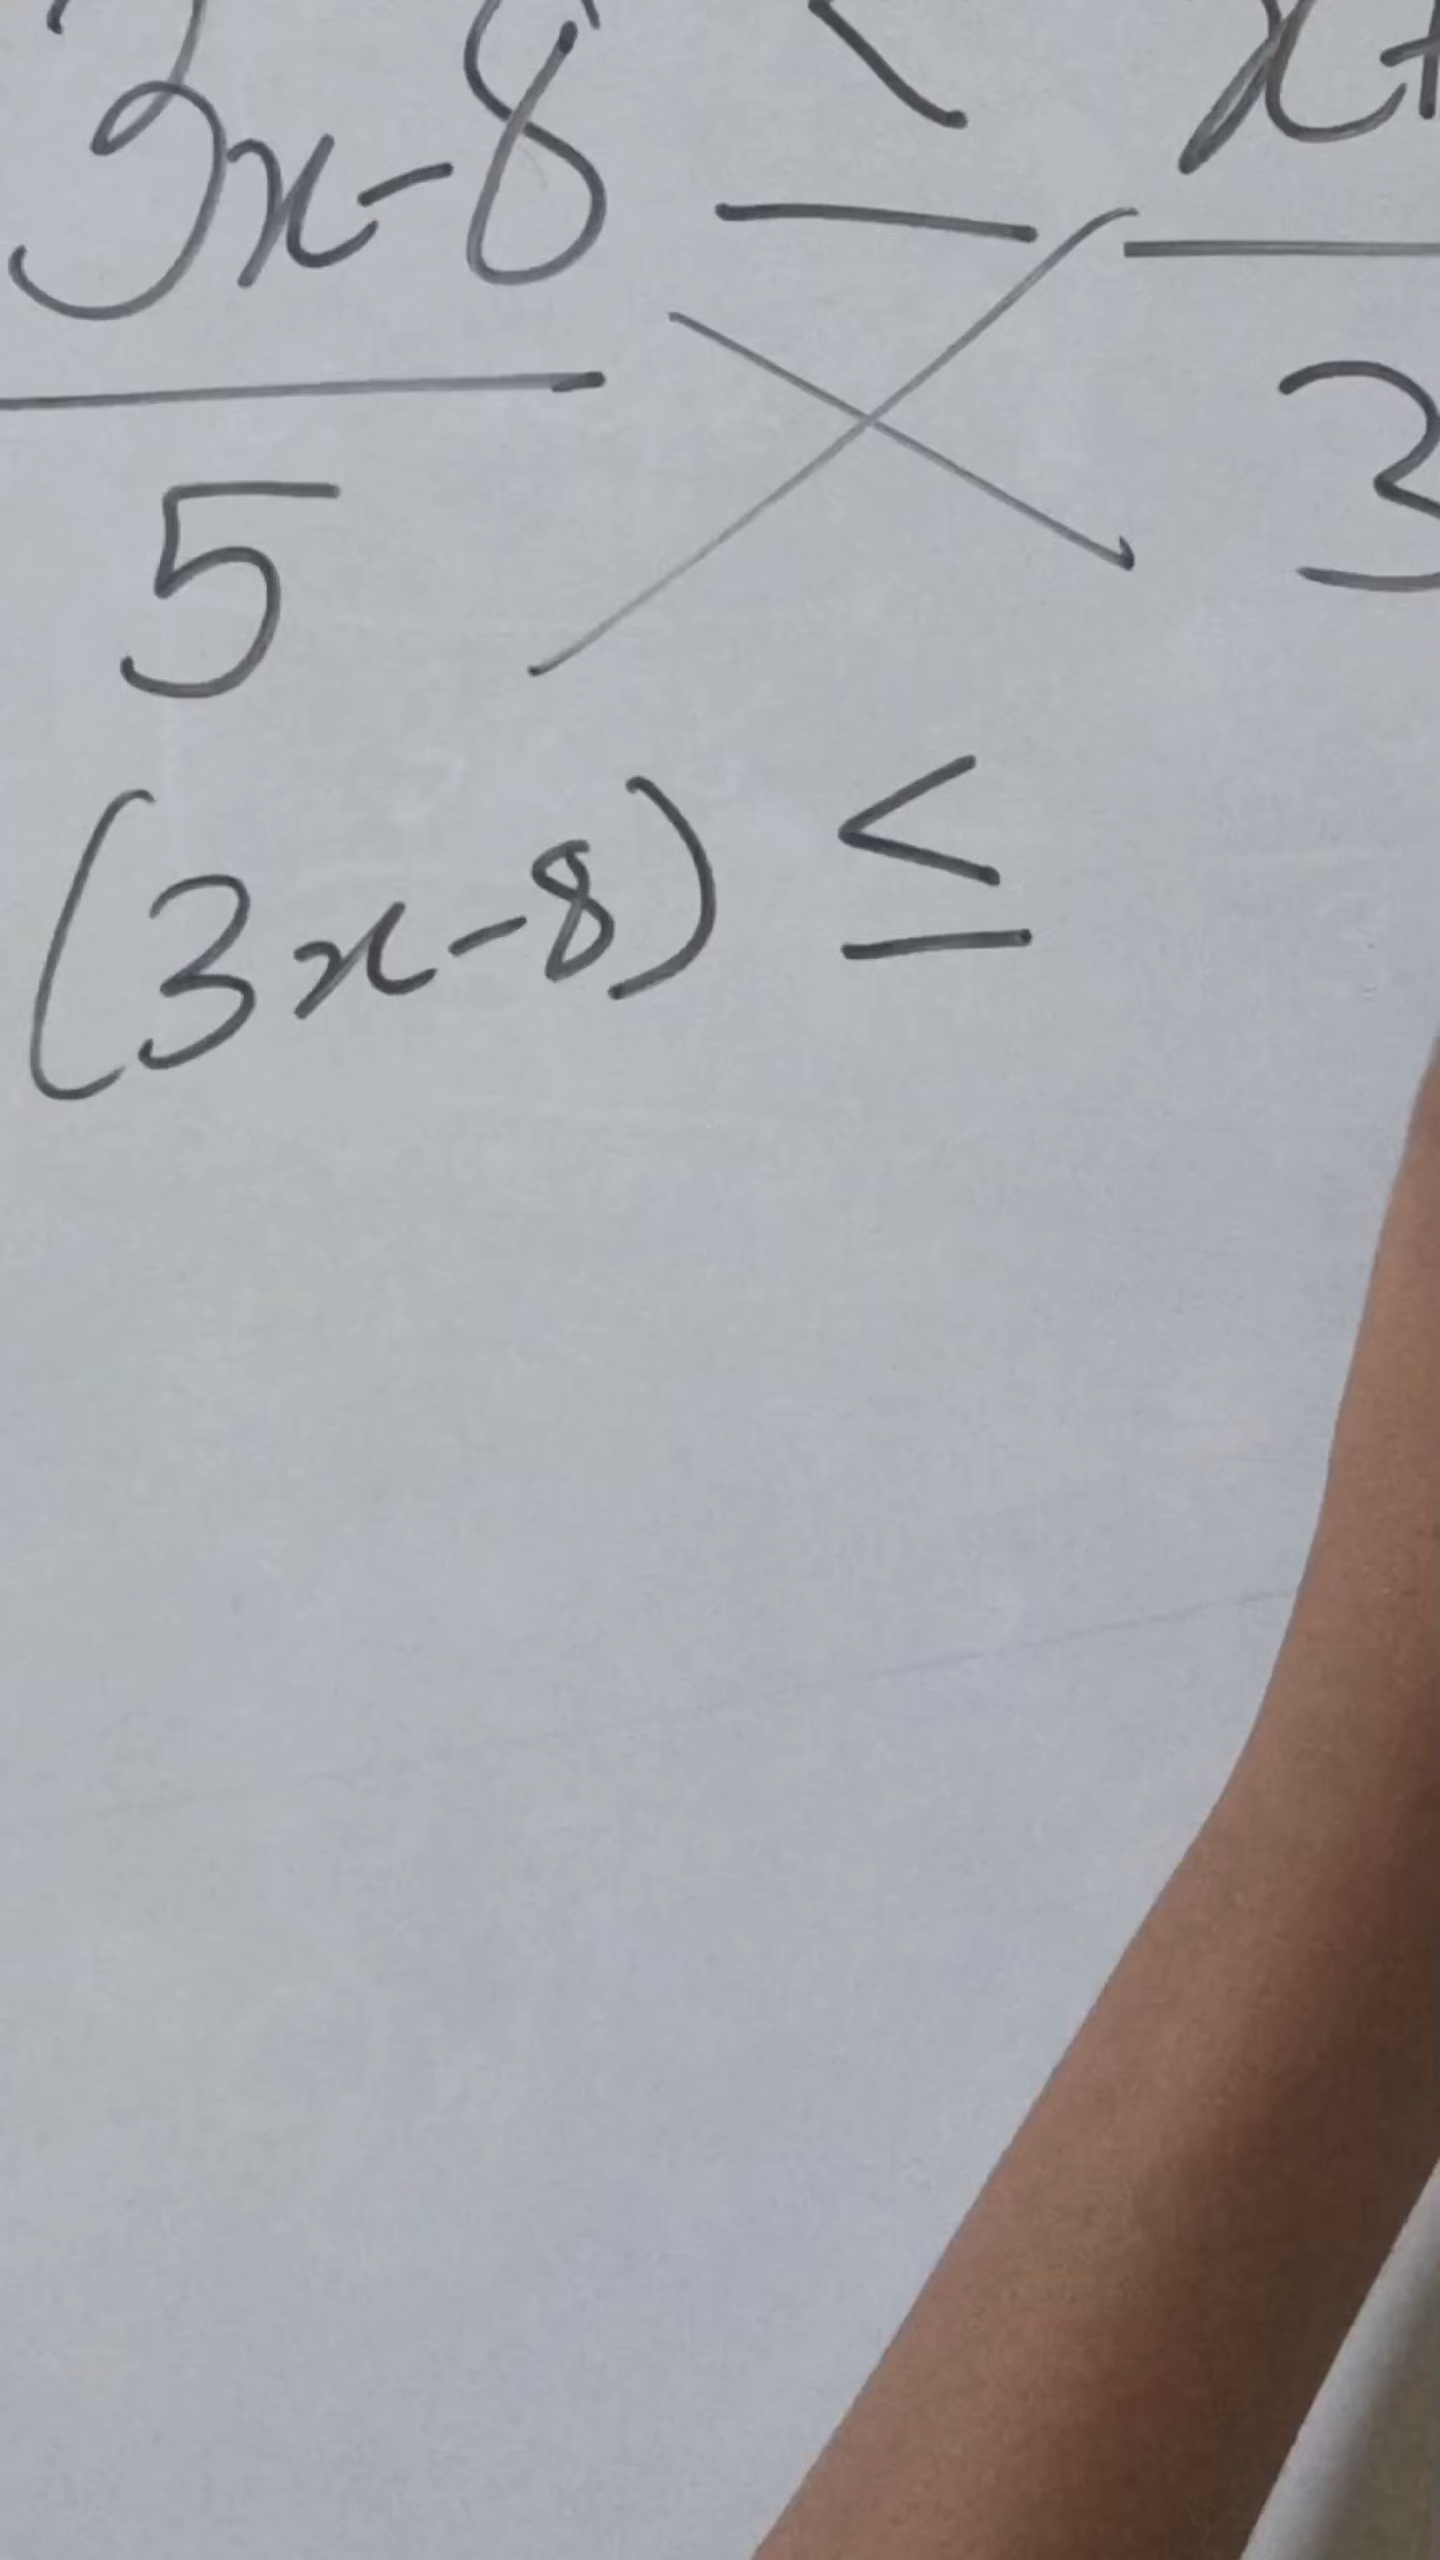 3x-8 ≤ x+
5 3
(3x-8) ≤